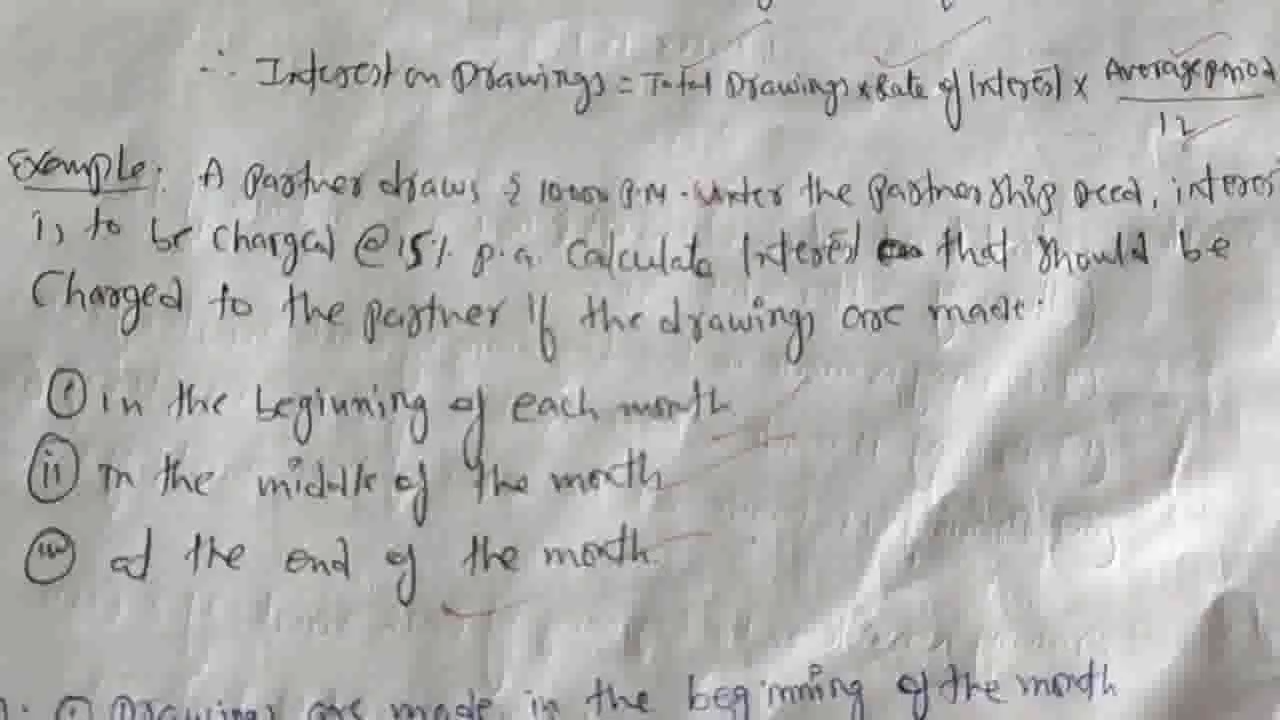 ∴ Interest on Drawings = Total Drawings × Rate of Interest × Average period
12
Example: A partner draws ₹ 10000 P.M. Under the partnership Deed, interes
is to be charged @ 15% p.a. Calculate Interest that should be
Charged to the partner If the drawings are made:
(i) in the beginning of each month
(ii) in the middle of the month
(iii) at the end of the month.
(i) Drawings are made in the beginning of the month